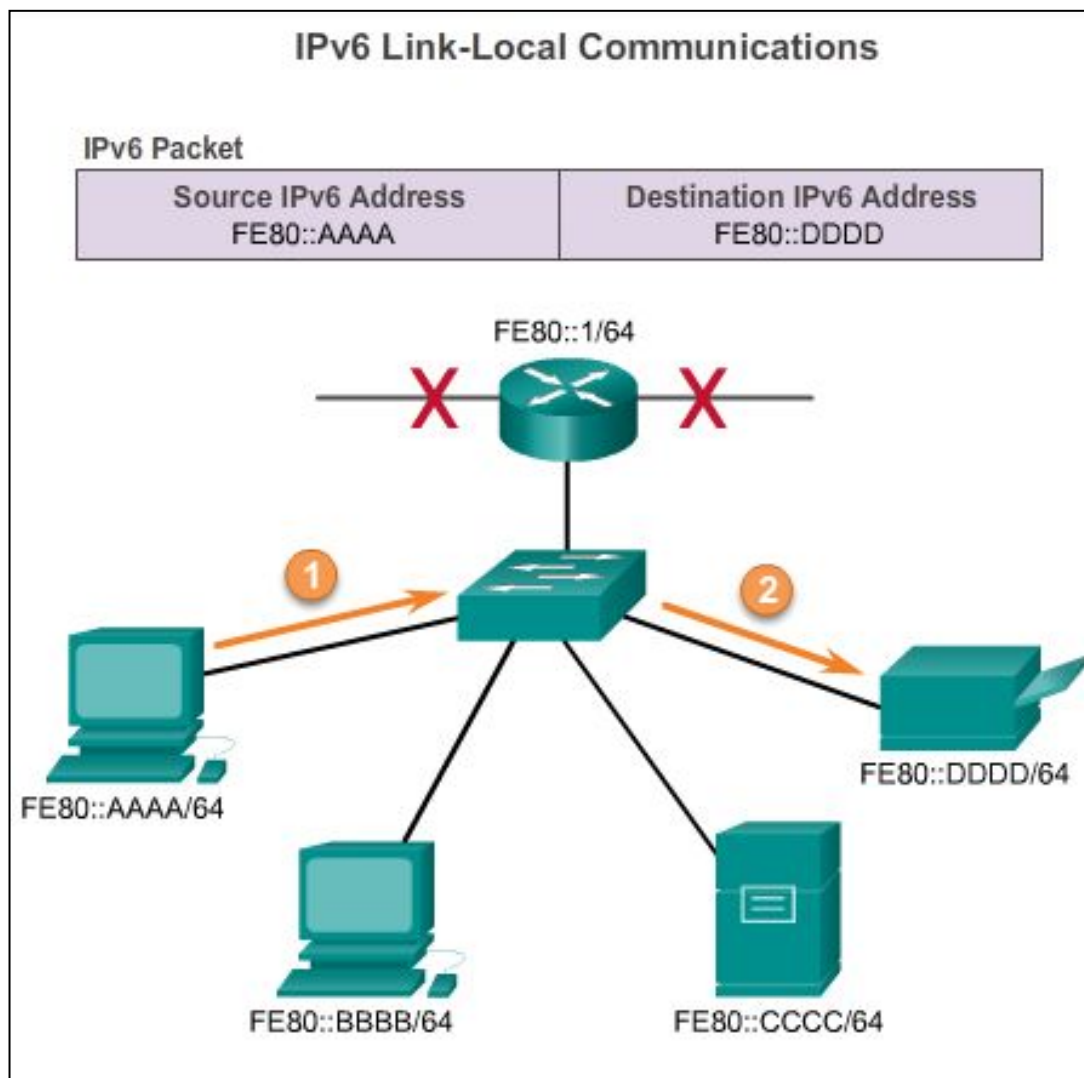 IPv6 Link-Local Communications
IPv6 Packet
Source IPv6 Address
FE80::AAAA
Destination IPv6 Address
FE80::DDDD
FE80::1/64
X
X
1
2
FE80::AAAA/64
FE80::DDDD/64
FE80::BBBB/64
FE80::CCCC/64